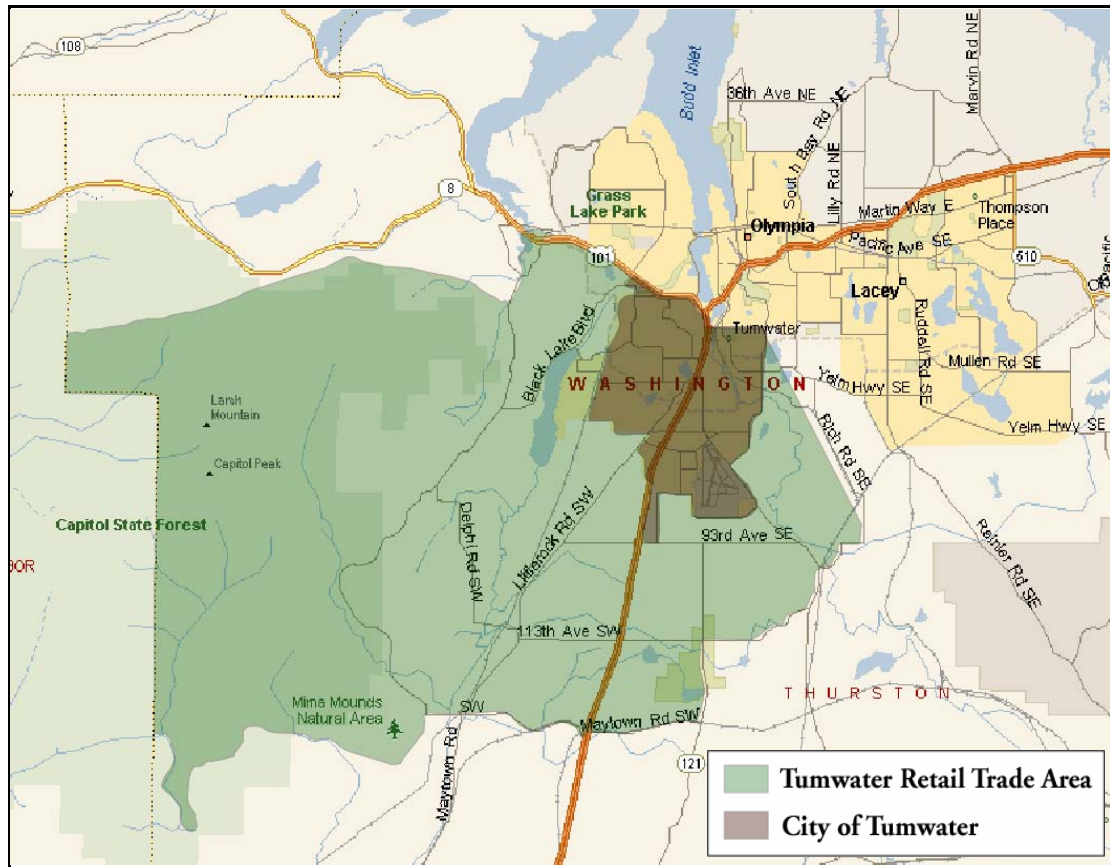 108
Budd Inlet
36th Ave NE
South Bay Rd NE
Marvin Rd NE
8
Grass
Lake Park
Lilly Rd NE
Martin Way E
Thompson
Place
Olympia
Pacific Ave SE
Pacific
101
510
Lacey
Black Lake Blvd
Tumwater
Ruddell Rd SE
Mullen Rd SE
WASHINGTON
Yelm Hwy SE
Larch
Mountain
Rich Rd SE
Yelm Hwy SE
Capitol Peak
Capitol State Forest
Delphi Rd SW
Littlerock Rd SW
93rd Ave SE
Rainier Rd SE
113th Ave SW
Mima Mounds
Natural Area
SW
THURSTON
Maytown Rd SW
Maytown Rd
121
Tumwater Retail Trade Area
City of Tumwater